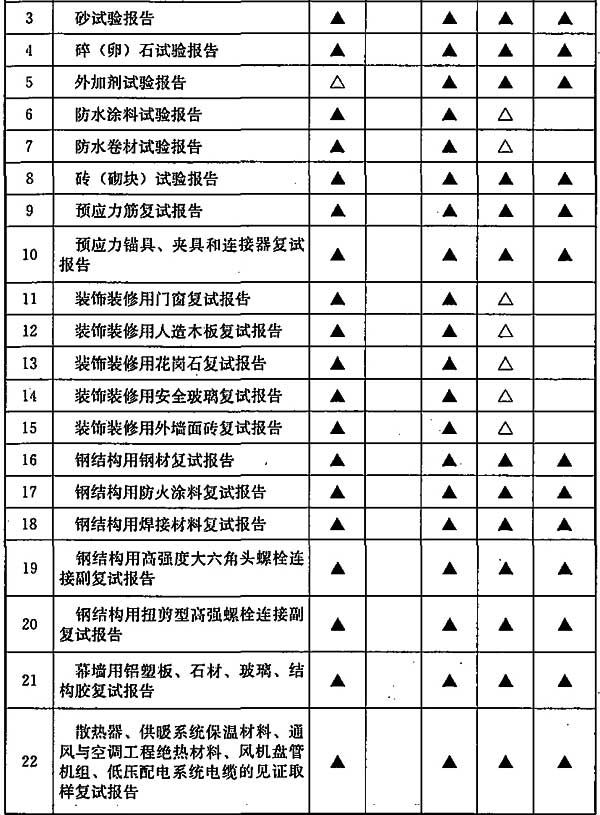 3 砂试验报告 ▲ ▲ ▲ ▲
4 碎（卵）石试验报告 ▲ ▲ ▲ ▲
5 外加剂试验报告 △ ▲ ▲ ▲
6 防水涂料试验报告 ▲ ▲ △
7 防水卷材试验报告 ▲ ▲ △
8 砖（砌块）试验报告 ▲ ▲ ▲ ▲
9 预应力筋复试报告 ▲ ▲ ▲ ▲
10 预应力锚具、夹具和连接器复试 ▲ ▲ ▲ ▲
报告
11 装饰装修用门窗复试报告 ▲ ▲ △
12 装饰装修用人造木板复试报告 ▲ ▲ △
13 装饰装修用花岗石复试报告 ▲ ▲ △
14 装饰装修用安全玻璃复试报告 ▲ ▲ △
15 装饰装修用外墙面砖复试报告 ▲ ▲ △
16 钢结构用钢材复试报告 ▲ ▲ ▲ ▲
17 钢结构用防火涂料复试报告 ▲ ▲ ▲ ▲
18 钢结构用焊接材料复试报告 ▲ ▲ ▲ ▲
19 钢结构用高强度大六角头螺栓连 ▲ ▲ ▲ ▲
接副复试报告
20 钢结构用扭剪型高强螺栓连接副 ▲ ▲ ▲ ▲
复试报告
21 幕墙用铝塑板、石材、玻璃、结 ▲ ▲ ▲ ▲
构胶复试报告
22 散热器、供暖系统保温材料、通 ▲ ▲ ▲ ▲
风与空调工程绝热材料、风机盘管
机组、低压配电系统电缆的见证取
样复试报告